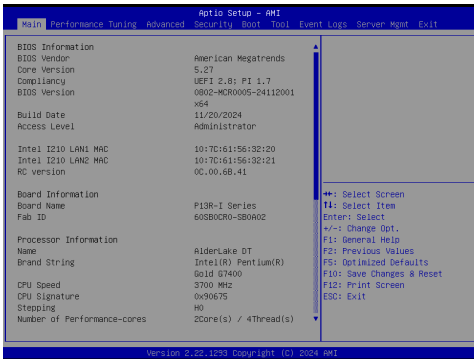 Aptio Setup - AMI
Main Performance Tuning Advanced Security Boot Tool Event Logs Server Mgmt Exit
BIOS Information
BIOS Vendor American Megatrends
Core Version 5.27
Compliancy UEFI 2.8; PI 1.7
BIOS Version 0802-MCR0005-24112001
x64
Build Date 11/20/2024
Access Level Administrator
Intel I210 LAN1 MAC 10:7C:61:56:32:20
Intel I210 LAN2 MAC 10:7C:61:56:32:21
RC version 0C.00.6B.41
Board Information
Board Name P13R-I Series
Fab ID 60SB0CR0-SB0A02
Processor Information
Name AlderLake DT
Brand String Intel(R) Pentium(R)
Gold G7400
CPU Speed 3700 MHz
CPU Signature 0x90675
Stepping H0
Number of Performance-cores 2Core(s) / 4Thread(s)
→←: Select Screen
↑↓: Select Item
Enter: Select
+/-: Change Opt.
F1: General Help
F2: Previous Values
F5: Optimized Defaults
F10: Save Changes & Reset
F12: Print Screen
ESC: Exit
Version 2.22.1293 Copyright (C) 2024 AMI